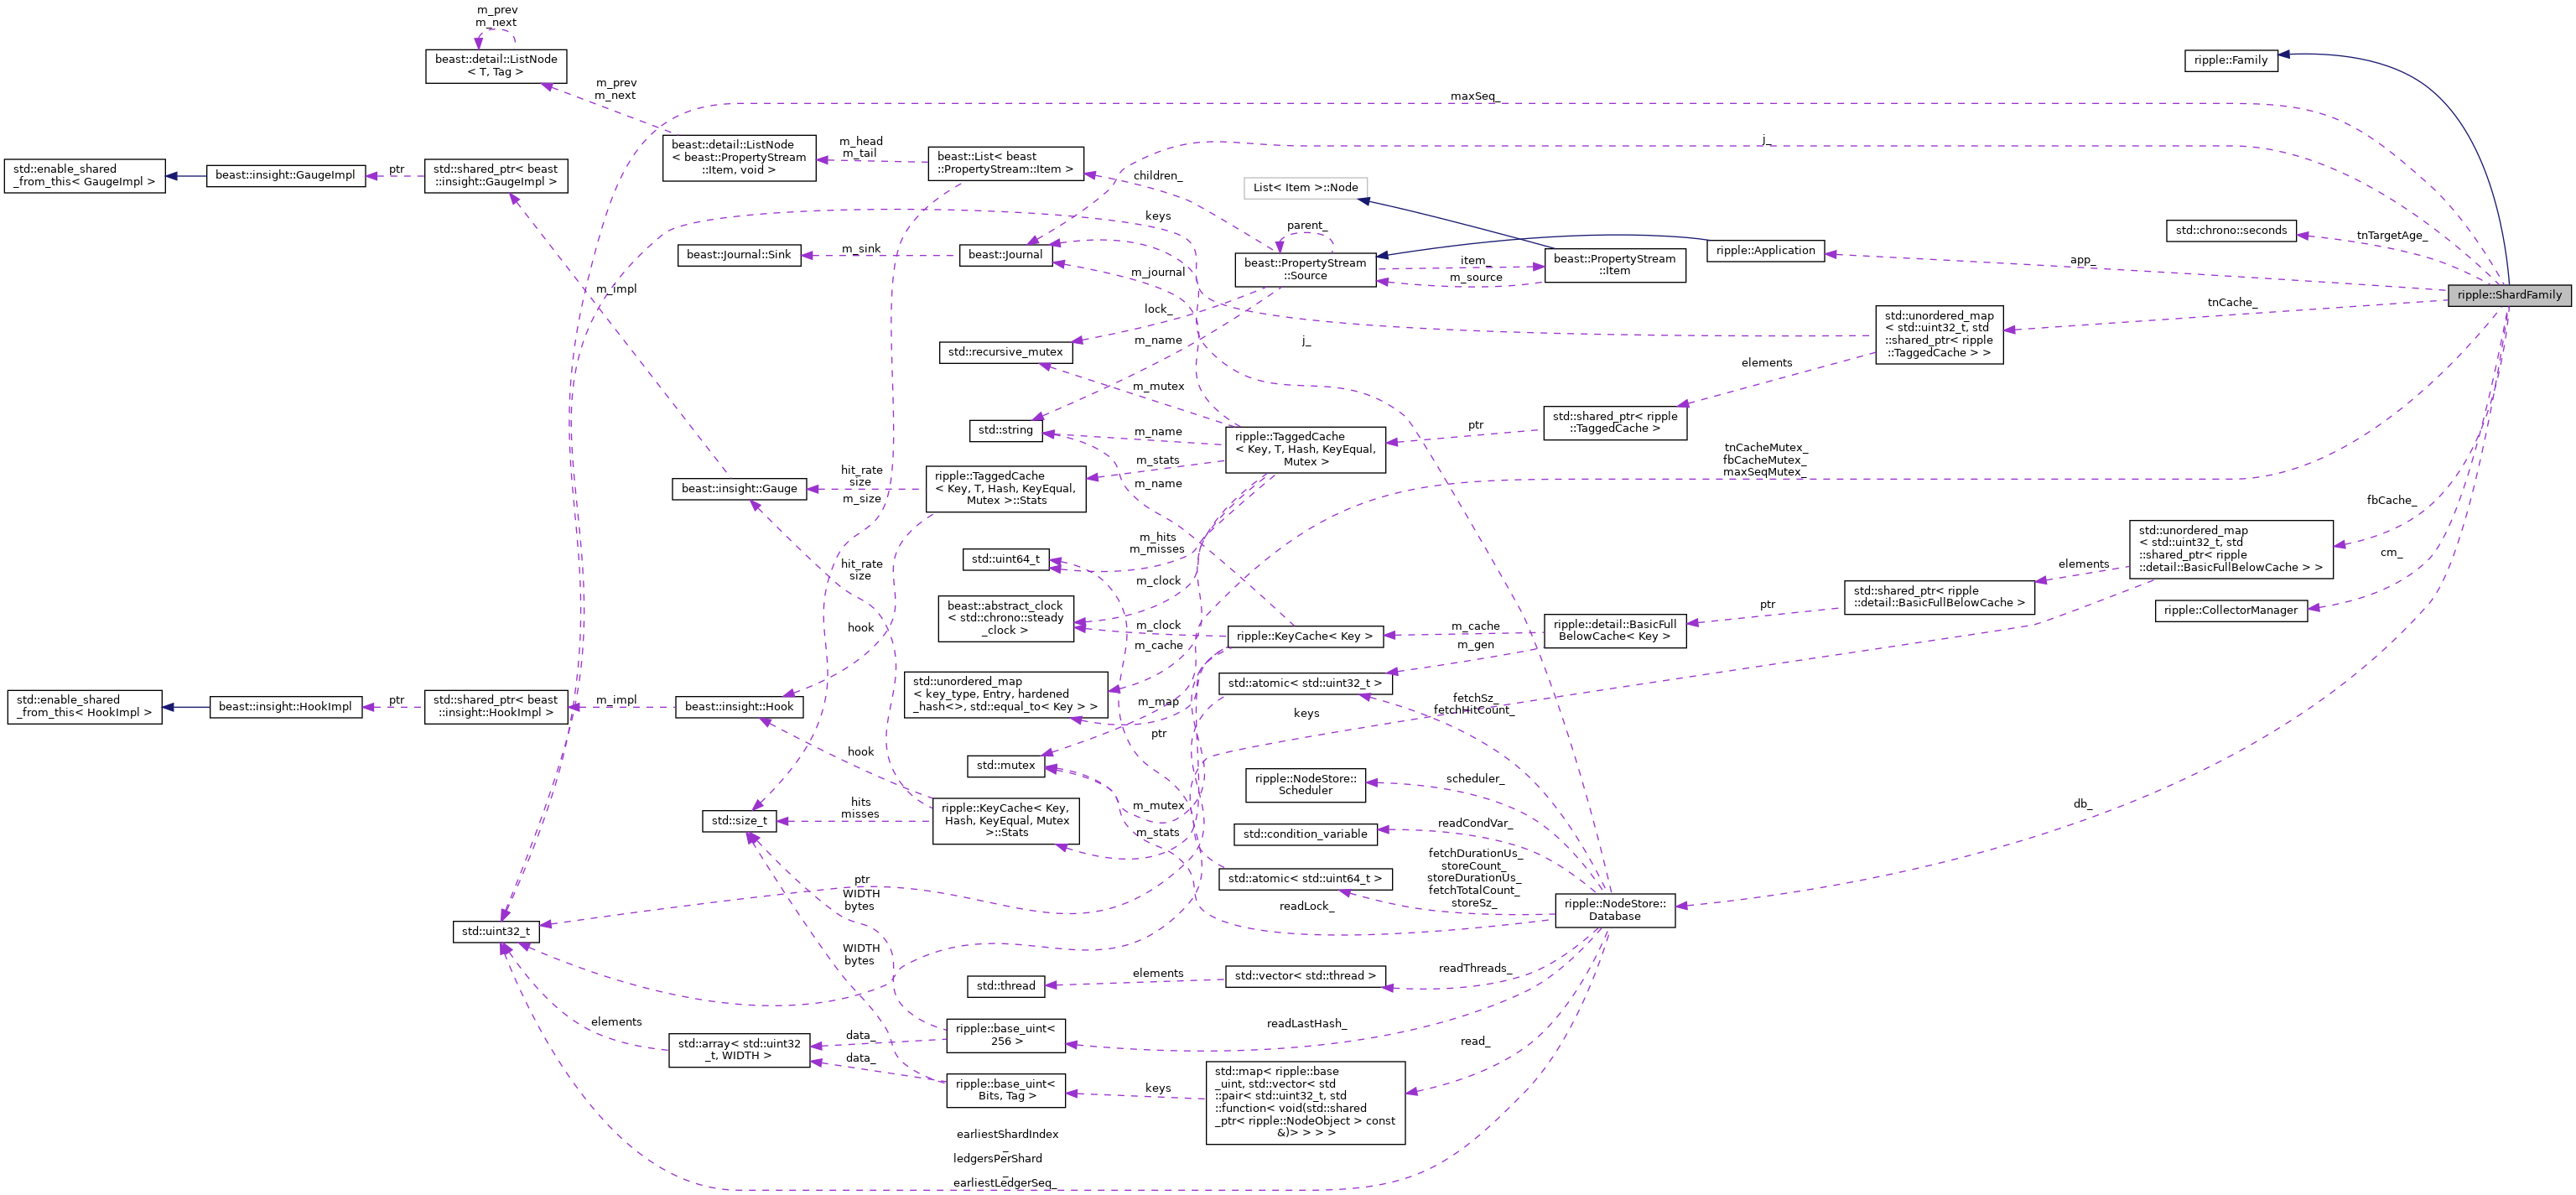 m_prev
m_next
beast::detail::ListNode
< T, Tag >
ripple::Family
m_prev
m_next
maxSeq_
beast::detail::ListNode
< beast::PropertyStream
::Item, void >
m_head
m_tail
beast::List< beast
::PropertyStream::Item >
j_
std::enable_shared
_from_this< GaugeImpl >
beast::insight::GaugeImpl
ptr
std::shared_ptr< beast
::insight::GaugeImpl >
children_
List< Item >::Node
keys
parent_
std::chrono::seconds
tnTargetAge_
beast::Journal::Sink
m_sink
beast::Journal
beast::PropertyStream
::Source
item_
m_source
beast::PropertyStream
::Item
ripple::Application
app_
m_journal
m_impl
ripple::ShardFamily
lock_
tnCache_
std::unordered_map
< std::uint32_t, std
::shared_ptr< ripple
::TaggedCache > >
m_name
j_
std::recursive_mutex
elements
m_mutex
std::shared_ptr< ripple
::TaggedCache >
ptr
std::string
m_name
ripple::TaggedCache
< Key, T, Hash, KeyEqual,
Mutex >
tnCacheMutex_
fbCacheMutex_
maxSeqMutex_
m_stats
hit_rate
size
m_size
beast::insight::Gauge
ripple::TaggedCache
< Key, T, Hash, KeyEqual,
Mutex >::Stats
m_name
fbCache_
std::unordered_map
< std::uint32_t, std
::shared_ptr< ripple
::detail::BasicFullBelowCache > >
m_hits
m_misses
std::uint64_t
cm_
hit_rate
size
elements
m_clock
beast::abstract_clock
< std::chrono::steady
_clock >
std::shared_ptr< ripple
::detail::BasicFullBelowCache >
ptr
ripple::CollectorManager
hook
m_clock
ripple::KeyCache< Key >
m_cache
ripple::detail::BasicFull
BelowCache< Key >
m_cache
m_gen
std::unordered_map
< key_type, Entry, hardened
_hash<>, std::equal_to< Key > >
std::atomic< std::uint32_t >
std::enable_shared
_from_this< HookImpl >
beast::insight::HookImpl
ptr
std::shared_ptr< beast
::insight::HookImpl >
m_impl
beast::insight::Hook
m_map
fetchSz_
fetchHitCount_
keys
ptr
hook
std::mutex
ripple::NodeStore::
Scheduler
scheduler_
hits
misses
std::size_t
ripple::KeyCache< Key,
Hash, KeyEqual, Mutex
>::Stats
m_mutex
db_
m_stats
std::condition_variable
readCondVar_
fetchDurationUs_
storeCount_
storeDurationUs_
fetchTotalCount_
storeSz_
ptr
WIDTH
bytes
std::atomic< std::uint64_t >
readLock_
ripple::NodeStore::
Database
std::uint32_t
WIDTH
bytes
std::thread
elements
std::vector< std::thread >
readThreads_
elements
std::array< std::uint32
_t, WIDTH >
data_
data_
ripple::base_uint<
256 >
readLastHash_
read_
ripple::base_uint<
Bits, Tag >
keys
std::map< ripple::base
_uint, std::vector< std
::pair< std::uint32_t, std
::function< void(std::shared
_ptr< ripple::NodeObject > const
&)> > > >
earliestShardIndex
_
ledgersPerShard
_
earliestLedgerSeq_